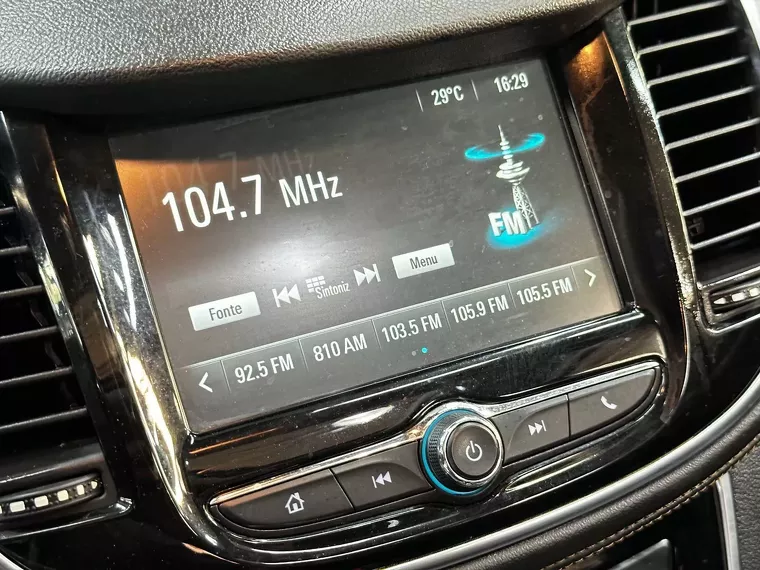 29°C 16:29
104.7 MHz
FM
Fonte Sintoniz Menu
92.5 FM 810 AM 103.5 FM 105.9 FM 105.5 FM